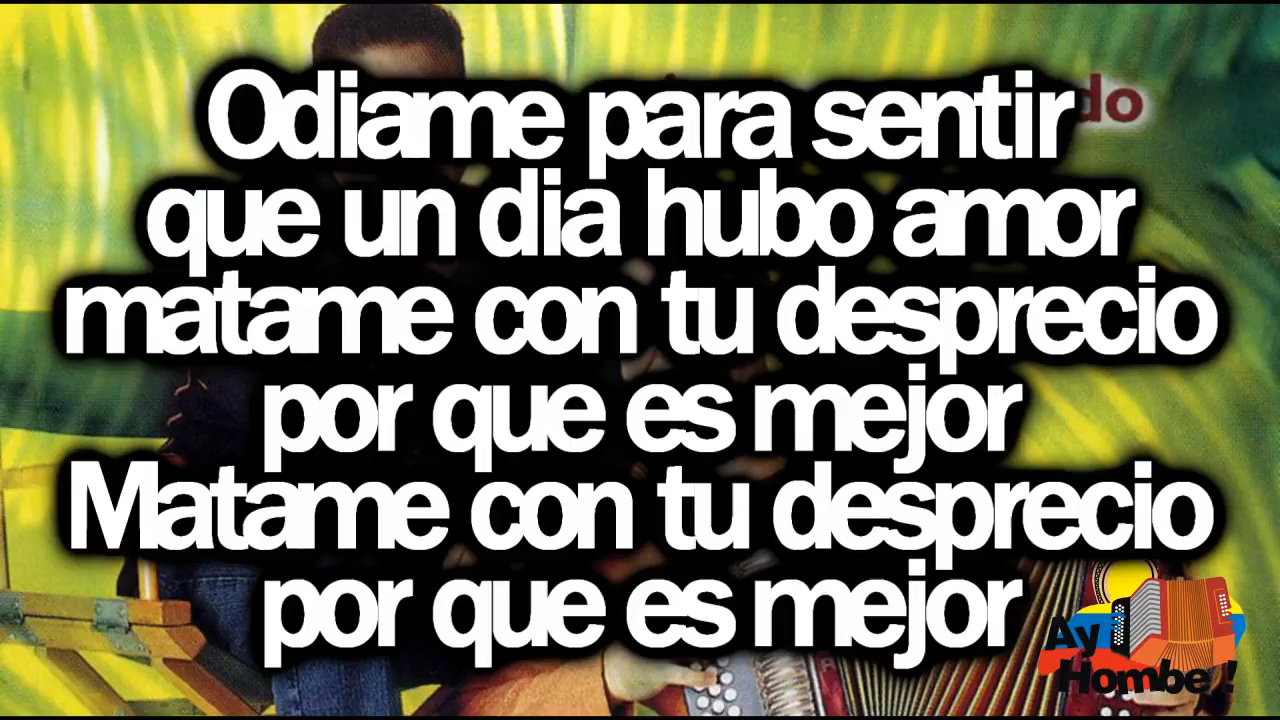 Odiame para sentir
do
que un dia hubo amor
matame con tu desprecio
por que es mejor
Matame con tu desprecio
por que es mejor
Ay
Hombe!